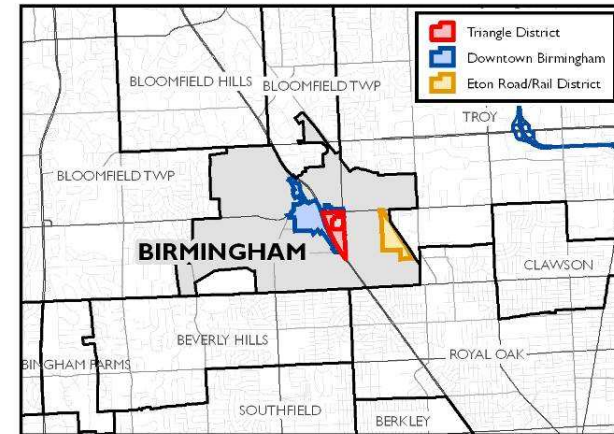 Triangle District
Downtown Birmingham
Eton Road/Rail District
BLOOMFIELD HILLS
BLOOMFIELD TWP
TROY
BLOOMFIELD TWP
BIRMINGHAM
CLAWSON
BEVERLY HILLS
BINGHAM FARMS
ROYAL OAK
SOUTHFIELD
BERKLEY